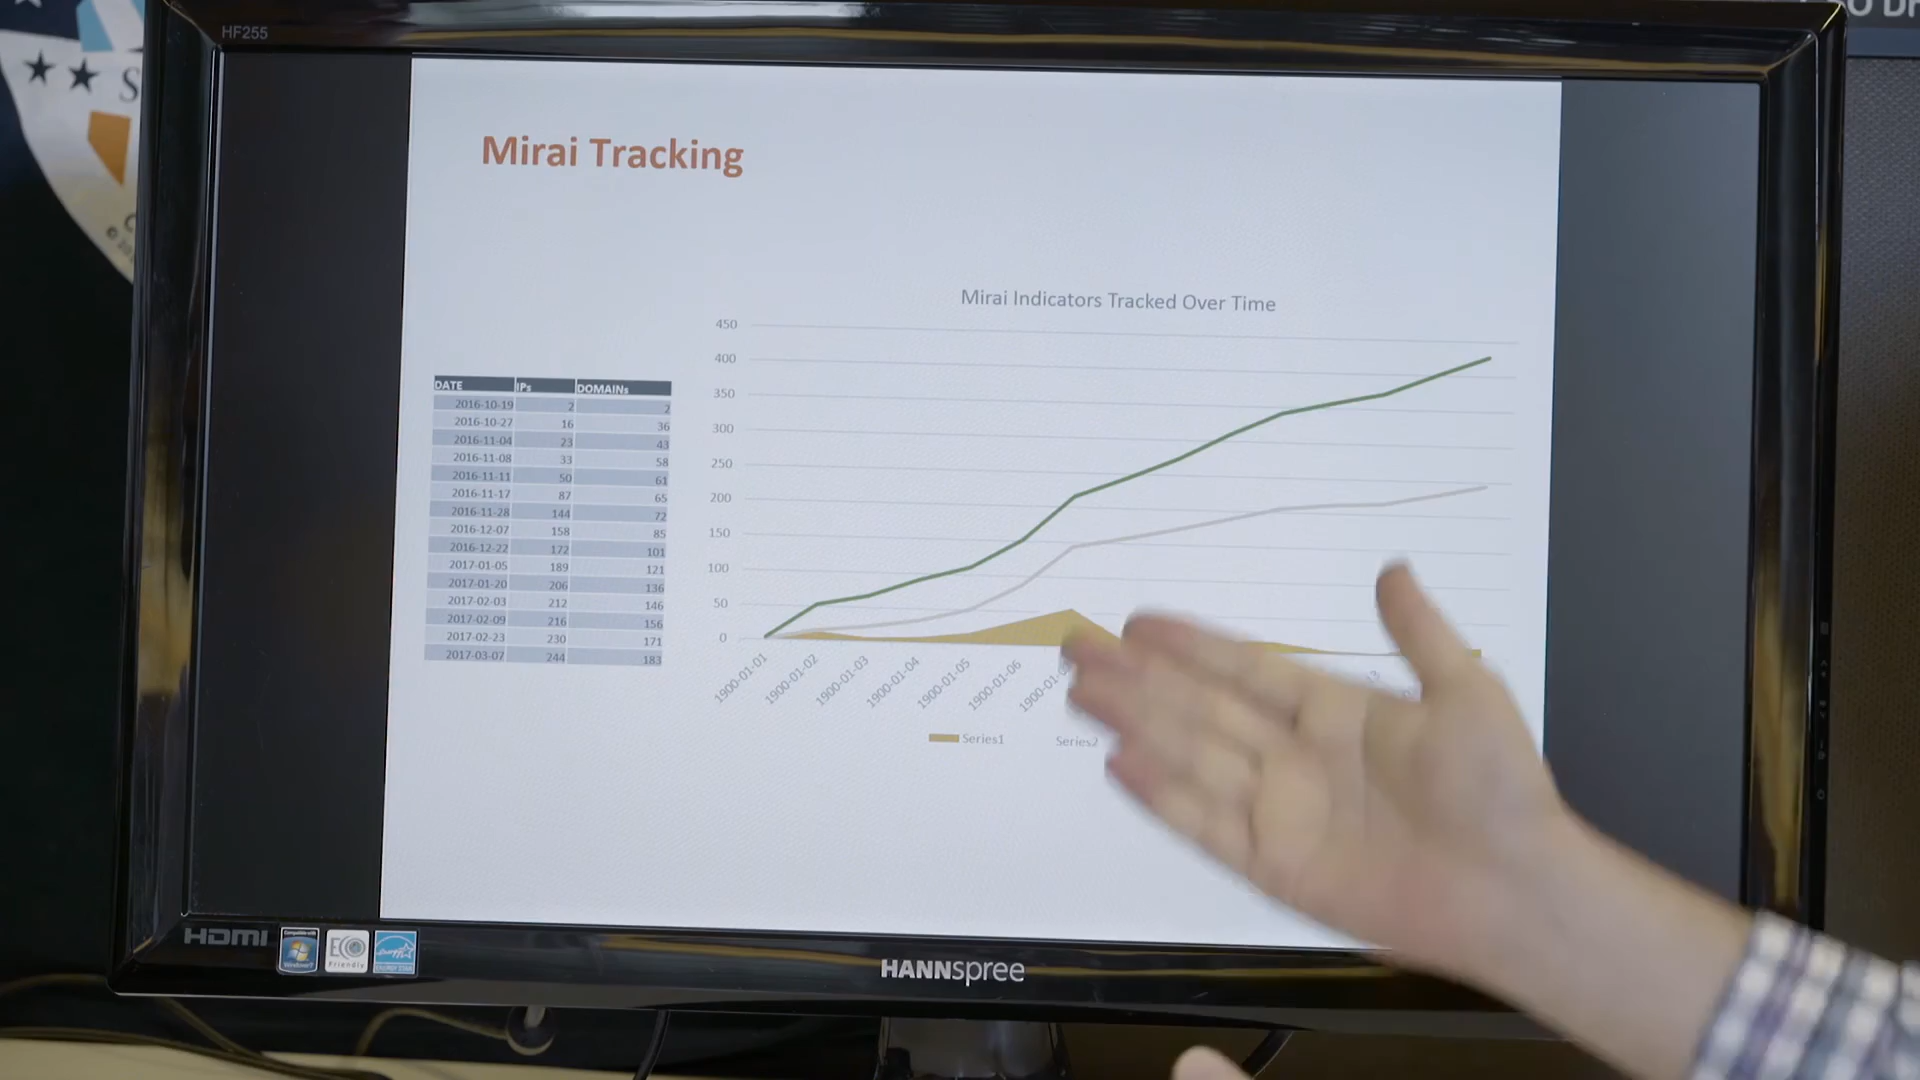 HF255
O DH
★★ S
C
Mirai Tracking
Mirai Indicators Tracked Over Time
450
400
350
300
250
200
150
100
50
0
DATE IPs DOMAINs
2016-10-19 2 2
2016-10-27 16 36
2016-11-04 23 43
2016-11-08 33 58
2016-11-11 50 61
2016-11-17 87 65
2016-11-28 144 72
2016-12-07 158 85
2016-12-22 172 101
2017-01-05 189 121
2017-01-20 206 136
2017-02-03 212 146
2017-02-09 216 156
2017-02-23 230 171
2017-03-07 244 183
1900-01-01 1900-01-02 1900-01-03 1900-01-04 1900-01-05 1900-01-06 1900-01-0
Series1 Series2
HDMI
ECO
Friendly
HANNspree